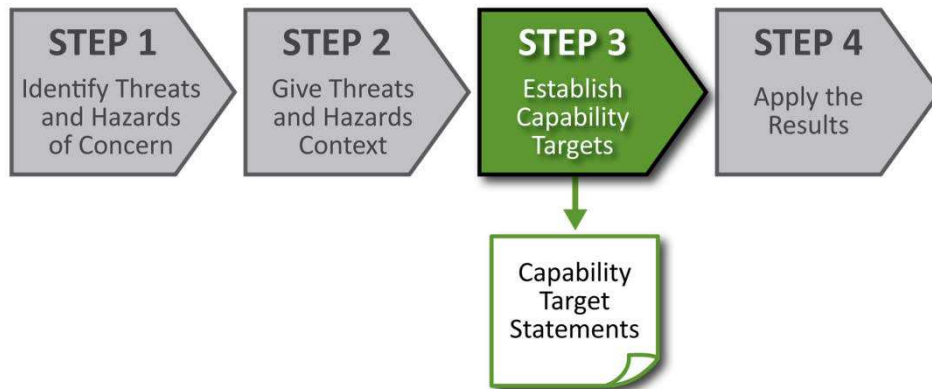 STEP 1
Identify Threats
and Hazards
of Concern
STEP 2
Give Threats
and Hazards
Context
STEP 3
Establish
Capability
Targets
STEP 4
Apply the
Results
Capability
Target
Statements